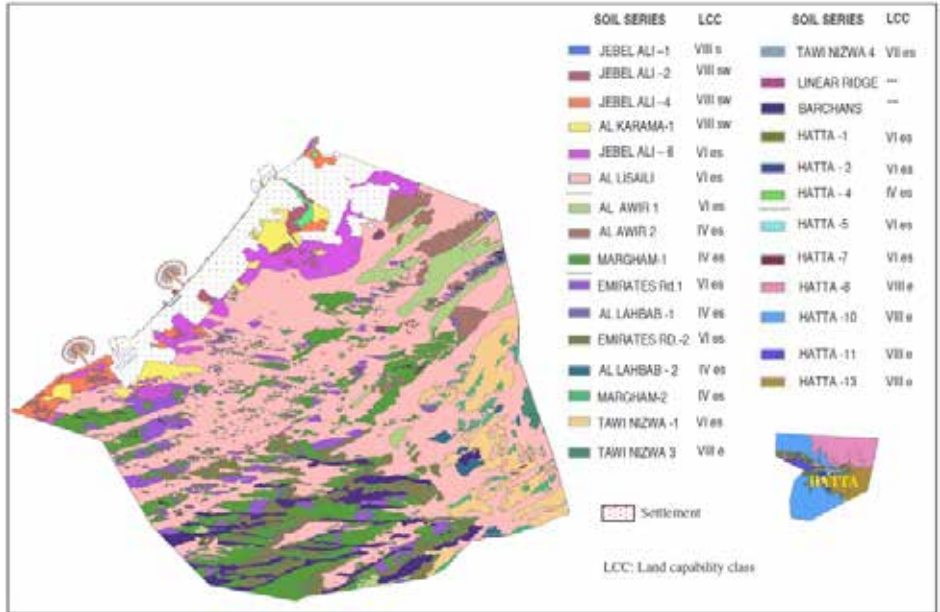 SOIL SERIES LCC
JEBEL ALI –1 VIII s
JEBEL ALI –2 VIII sw
JEBEL ALI –4 VIII sw
AL KARAMA-1 VIII sw
JEBEL ALI – 6 VI es
AL LISAILI VI es
AL AWIR 1 VI es
AL AWIR 2 IV es
MARGHAM-1 IV es
EMIRATES Rd.1 VI es
AL LAHBAB -1 IV es
EMIRATES RD.-2 VI es
AL LAHBAB - 2 IV es
MARGHAM-2 IV es
TAWI NIZWA -1 VI es
TAWI NIZWA 3 VIII e
Settlement
LCC: Land capability class
SOIL SERIES LCC
TAWI NIZWA 4 VII es
LINEAR RIDGE ---
BARCHANS ---
HATTA -1 VI es
HATTA - 3 VI es
HATTA - 4 IV es
HATTA -5 VI es
HATTA -7 VI es
HATTA -8 VIII e
HATTA -10 VIII e
HATTA -11 VIII e
HATTA -13 VIII e
HATTA